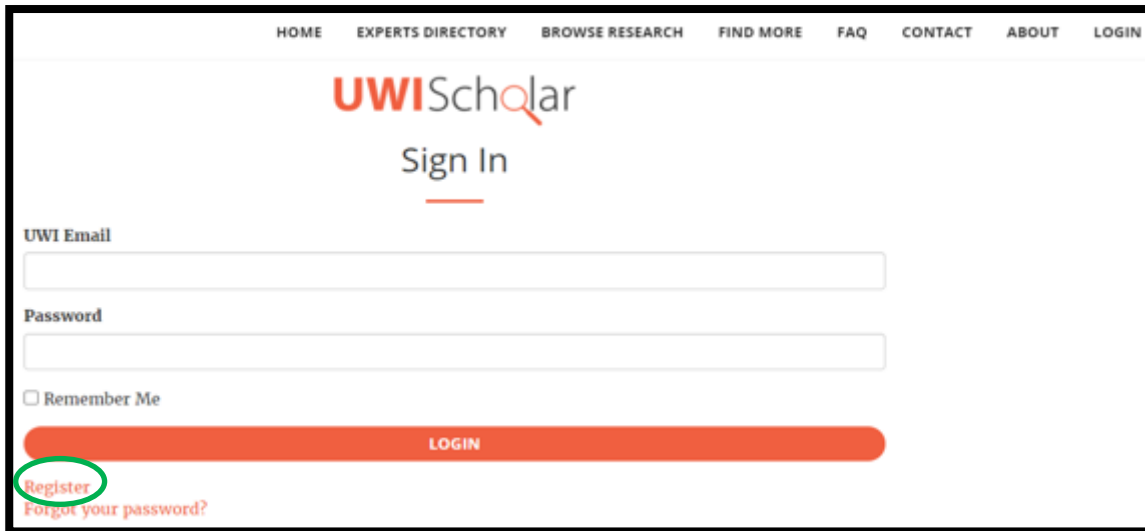 HOME EXPERTS DIRECTORY BROWSE RESEARCH FIND MORE FAQ CONTACT ABOUT LOGIN
UWIScholar
Sign In
UWI Email
Password
Remember Me
LOGIN
Register
Forgot your password?